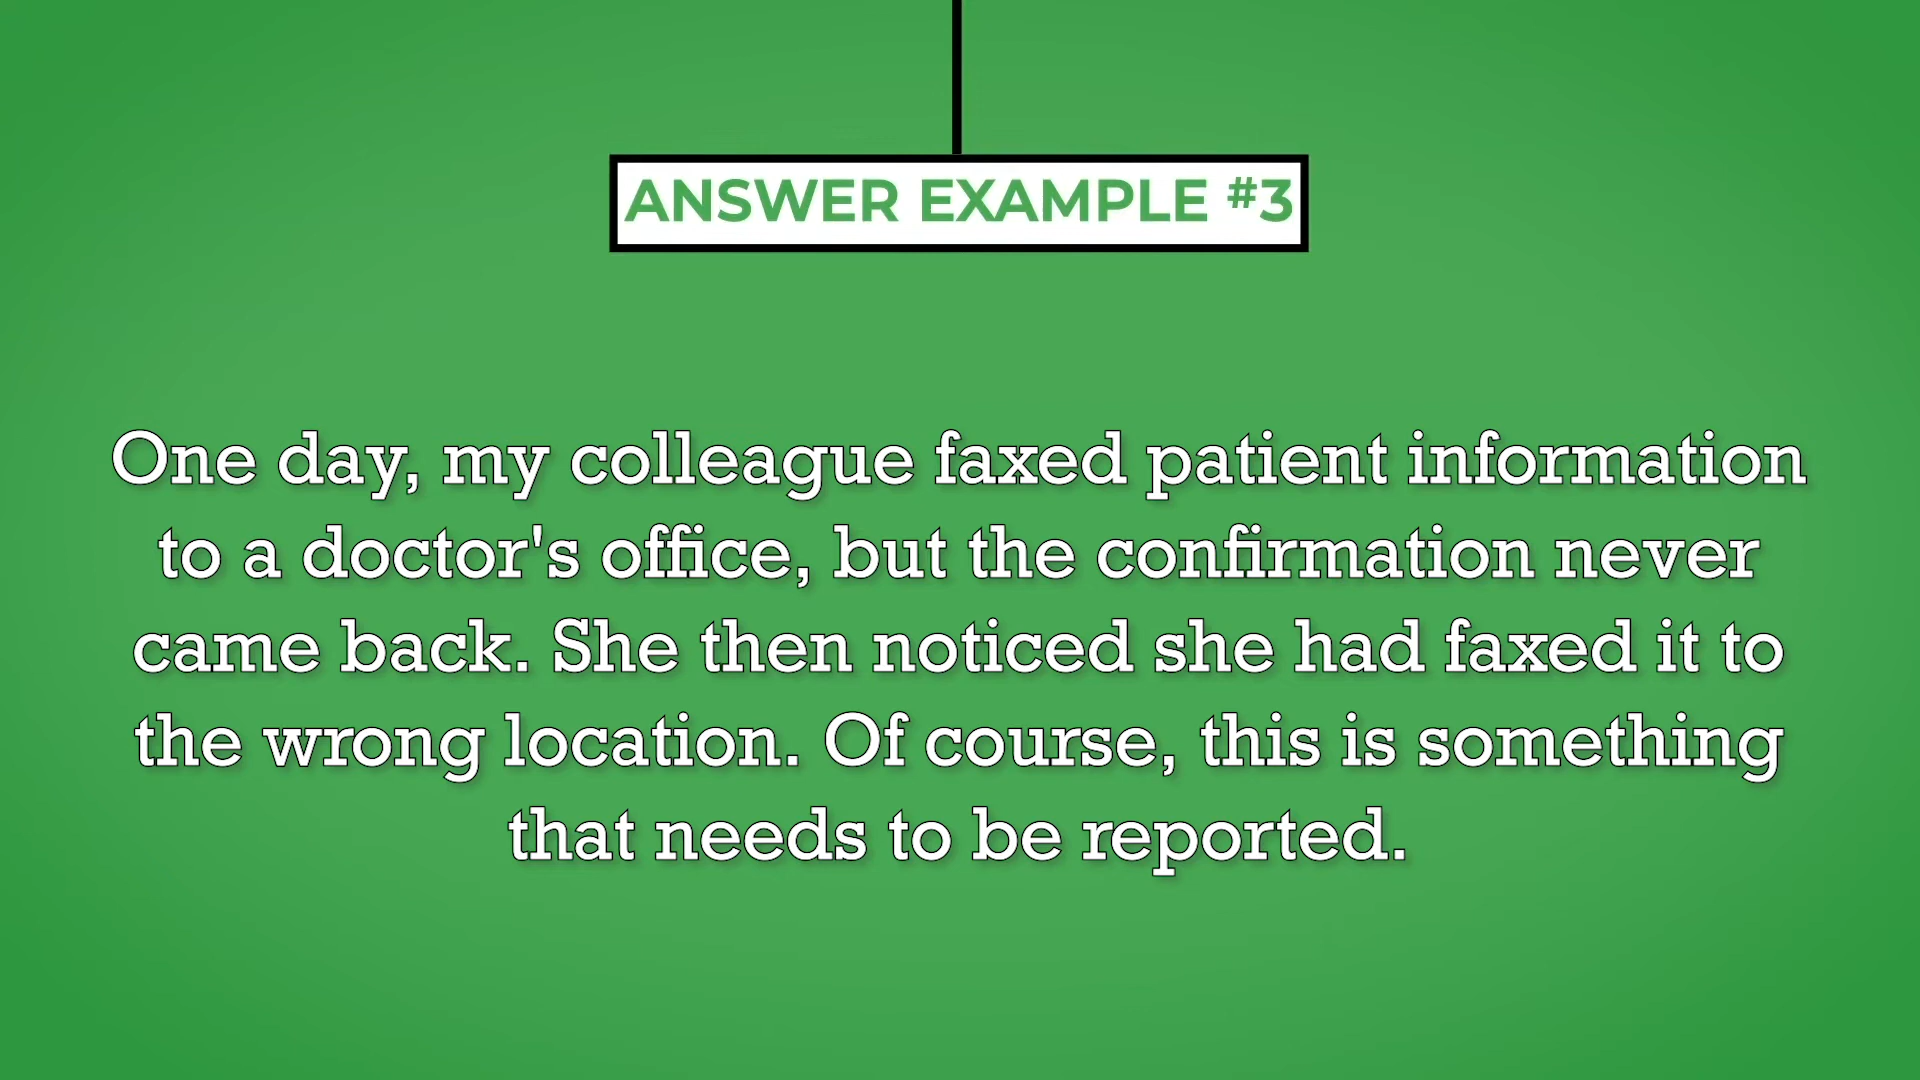 ANSWER EXAMPLE #3
One day, my colleague faxed patient information
to a doctor's office, but the confirmation never
came back. She then noticed she had faxed it to
the wrong location. Of course, this is something
that needs to be reported.